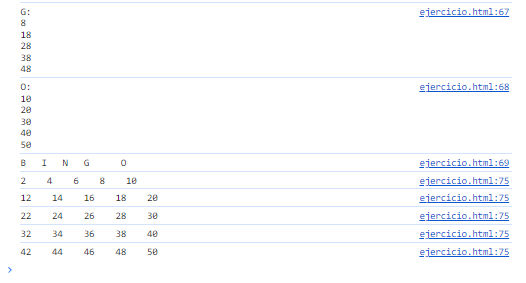 G: ejercicio.html:67
8
18
28
38
48
O: ejercicio.html:68
10
20
30
40
50
B I N G O ejercicio.html:69
2 4 6 8 10 ejercicio.html:75
12 14 16 18 20 ejercicio.html:75
22 24 26 28 30 ejercicio.html:75
32 34 36 38 40 ejercicio.html:75
42 44 46 48 50 ejercicio.html:75
>